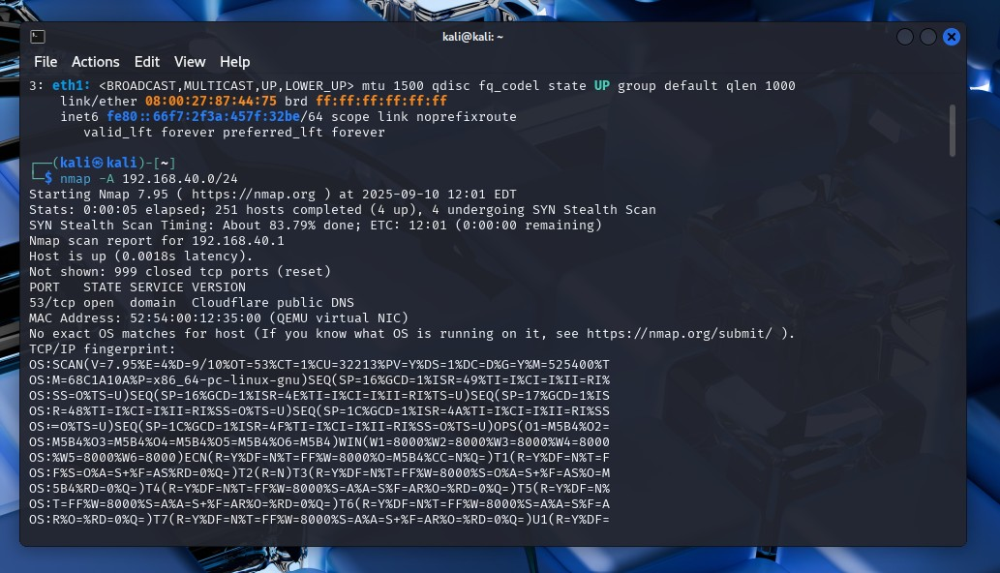 kali@kali: ~
File Actions Edit View Help
3: eth1: <BROADCAST,MULTICAST,UP,LOWER_UP> mtu 1500 qdisc fq_codel state UP group default qlen 1000
    link/ether 08:00:27:87:44:75 brd ff:ff:ff:ff:ff:ff
    inet6 fe80::66f7:2f3a:457f:32be/64 scope link noprefixroute
       valid_lft forever preferred_lft forever
┌──(kali㉿kali)-[~]
└─$ nmap -A 192.168.40.0/24
Starting Nmap 7.95 ( https://nmap.org ) at 2025-09-10 12:01 EDT
Stats: 0:00:05 elapsed; 251 hosts completed (4 up), 4 undergoing SYN Stealth Scan
SYN Stealth Scan Timing: About 83.79% done; ETC: 12:01 (0:00:00 remaining)
Nmap scan report for 192.168.40.1
Host is up (0.0018s latency).
Not shown: 999 closed tcp ports (reset)
PORT   STATE SERVICE VERSION
53/tcp open  domain  Cloudflare public DNS
MAC Address: 52:54:00:12:35:00 (QEMU virtual NIC)
No exact OS matches for host (If you know what OS is running on it, see https://nmap.org/submit/ ).
TCP/IP fingerprint:
OS:SCAN(V=7.95%E=4%D=9/10%OT=53%CT=1%CU=32213%PV=Y%DS=1%DC=D%G=Y%M=525400%T
OS:M=68C1A10A%P=x86_64-pc-linux-gnu)SEQ(SP=16%GCD=1%ISR=49%TI=I%CI=I%II=RI%
OS:SS=O%TS=U)SEQ(SP=16%GCD=1%ISR=4E%TI=I%CI=I%II=RI%TS=U)SEQ(SP=17%GCD=1%IS
OS:R=48%TI=I%CI=I%II=RI%SS=O%TS=U)SEQ(SP=1C%GCD=1%ISR=4A%TI=I%CI=I%II=RI%SS
OS:=O%TS=U)SEQ(SP=1C%GCD=1%ISR=4F%TI=I%CI=I%II=RI%SS=O%TS=U)OPS(O1=M5B4%O2=
OS:M5B4%O3=M5B4%O4=M5B4%O5=M5B4%O6=M5B4)WIN(W1=8000%W2=8000%W3=8000%W4=8000
OS:%W5=8000%W6=8000)ECN(R=Y%DF=N%T=FF%W=8000%O=M5B4%CC=N%Q=)T1(R=Y%DF=N%T=F
OS:F%S=O%A=S+%F=AS%RD=0%Q=)T2(R=N)T3(R=Y%DF=N%T=FF%W=8000%S=O%A=S+%F=AS%O=M
OS:5B4%RD=0%Q=)T4(R=Y%DF=N%T=FF%W=8000%S=A%A=S%F=AR%O=%RD=0%Q=)T5(R=Y%DF=N%
OS:T=FF%W=8000%S=A%A=S+%F=AR%O=%RD=0%Q=)T6(R=Y%DF=N%T=FF%W=8000%S=A%A=S%F=A
OS:R%O=%RD=0%Q=)T7(R=Y%DF=N%T=FF%W=8000%S=A%A=S+%F=AR%O=%RD=0%Q=)U1(R=Y%DF=